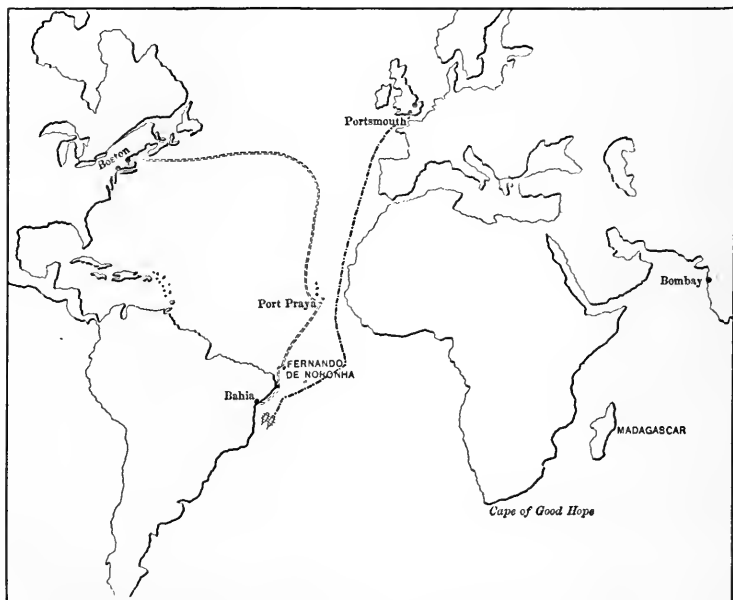 Portsmouth
Boston
Port Praya
Bombay
FERNANDO
DE NORONHA
Bahia
MADAGASCAR
Cape of Good Hope